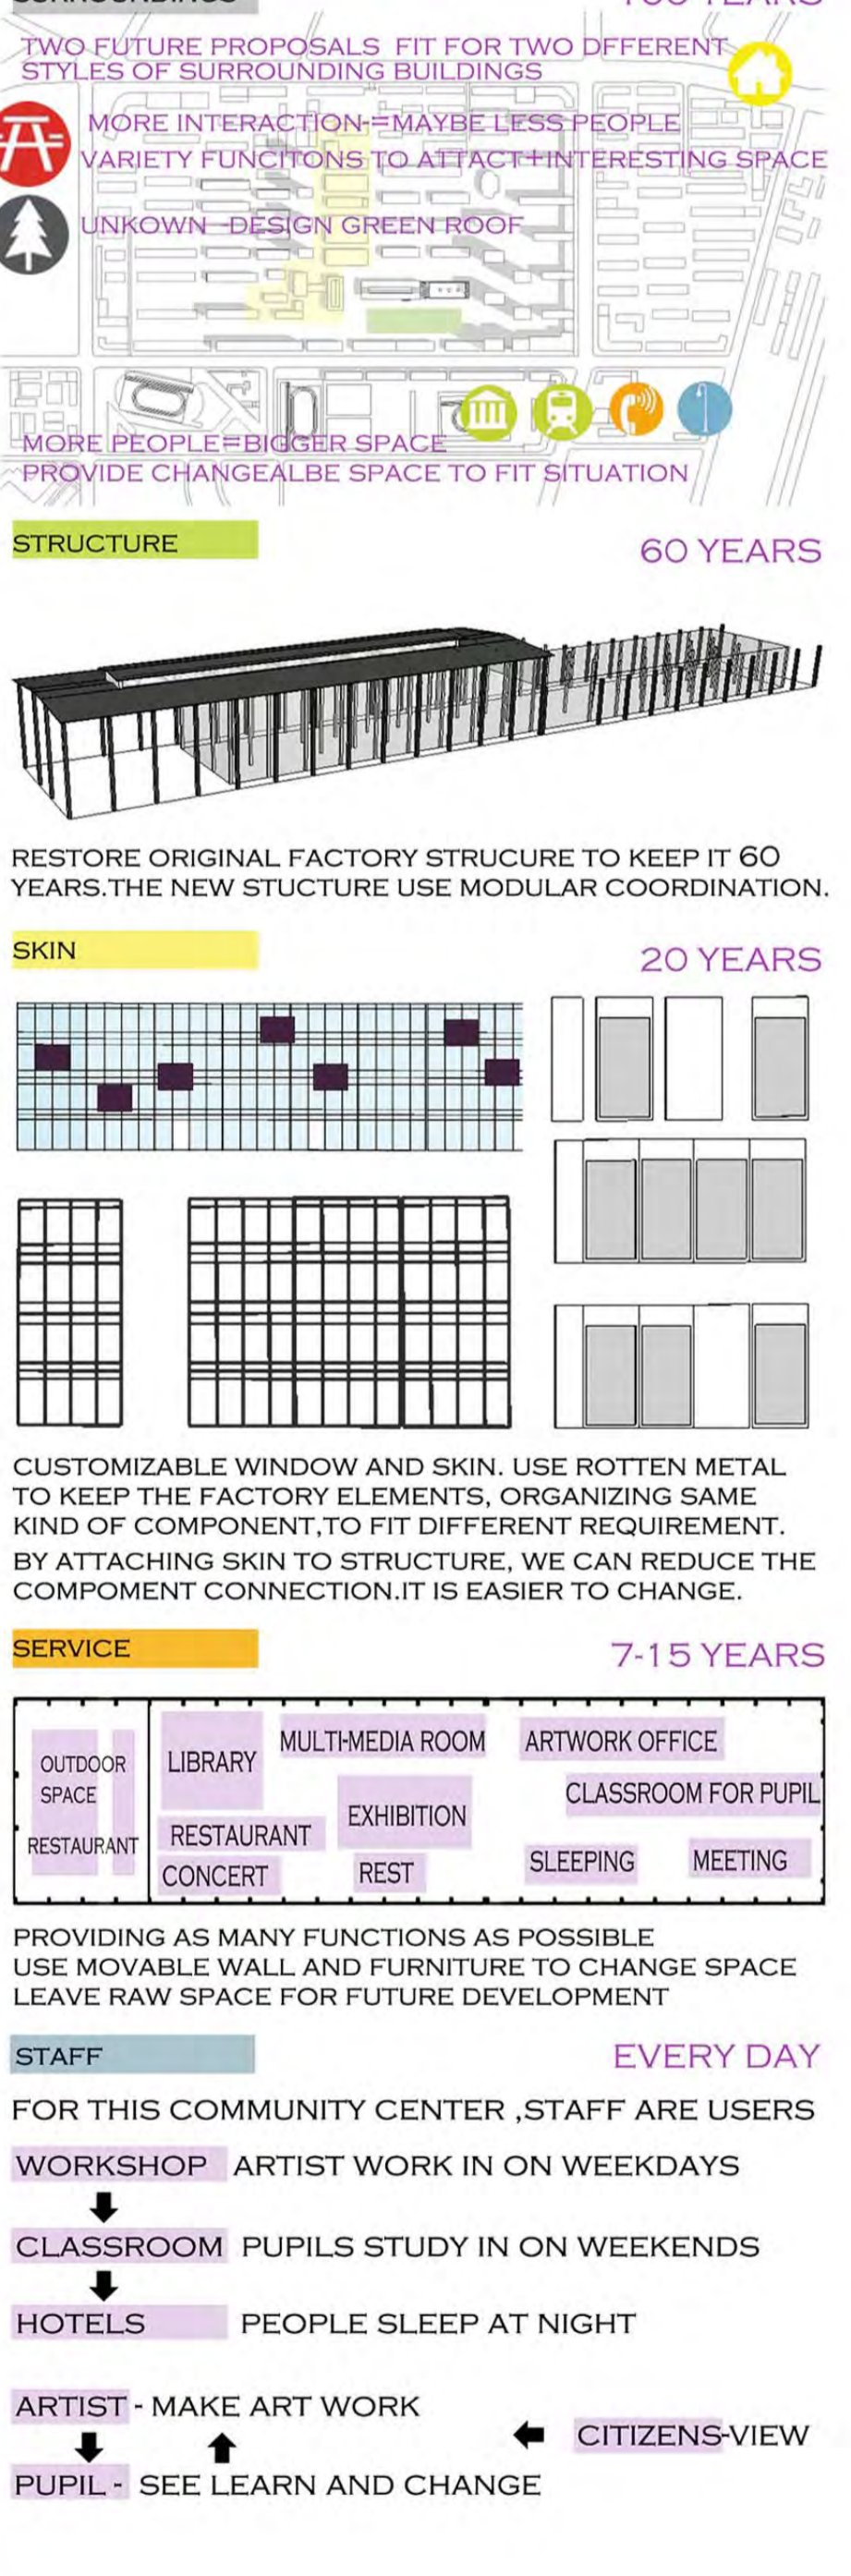 SURROUNDINGS
100 YEARS
TWO FUTURE PROPOSALS FIT FOR TWO DFFERENT
STYLES OF SURROUNDING BUILDINGS
MORE INTERACTION-=MAYBE LESS PEOPLE
VARIETY FUNCITONS TO ATTACT+INTERESTING SPACE
UNKOWN -DESIGN GREEN ROOF
MORE PEOPLE=BIGGER SPACE
PROVIDE CHANGEALBE SPACE TO FIT SITUATION
STRUCTURE
60 YEARS
RESTORE ORIGINAL FACTORY STRUCURE TO KEEP IT 60
YEARS.THE NEW STUCTURE USE MODULAR COORDINATION.
SKIN
20 YEARS
CUSTOMIZABLE WINDOW AND SKIN. USE ROTTEN METAL
TO KEEP THE FACTORY ELEMENTS, ORGANIZING SAME
KIND OF COMPONENT,TO FIT DIFFERENT REQUIREMENT.
BY ATTACHING SKIN TO STRUCTURE, WE CAN REDUCE THE
COMPOMENT CONNECTION.IT IS EASIER TO CHANGE.
SERVICE
7-15 YEARS
OUTDOOR
SPACE
RESTAURANT
LIBRARY
MULTI-MEDIA ROOM
ARTWORK OFFICE
CLASSROOM FOR PUPIL
EXHIBITION
RESTAURANT
CONCERT
REST
SLEEPING
MEETING
PROVIDING AS MANY FUNCTIONS AS POSSIBLE
USE MOVABLE WALL AND FURNITURE TO CHANGE SPACE
LEAVE RAW SPACE FOR FUTURE DEVELOPMENT
STAFF
EVERY DAY
FOR THIS COMMUNITY CENTER ,STAFF ARE USERS
WORKSHOP ARTIST WORK IN ON WEEKDAYS
CLASSROOM PUPILS STUDY IN ON WEEKENDS
HOTELS PEOPLE SLEEP AT NIGHT
ARTIST - MAKE ART WORK
CITIZENS-VIEW
PUPIL - SEE LEARN AND CHANGE